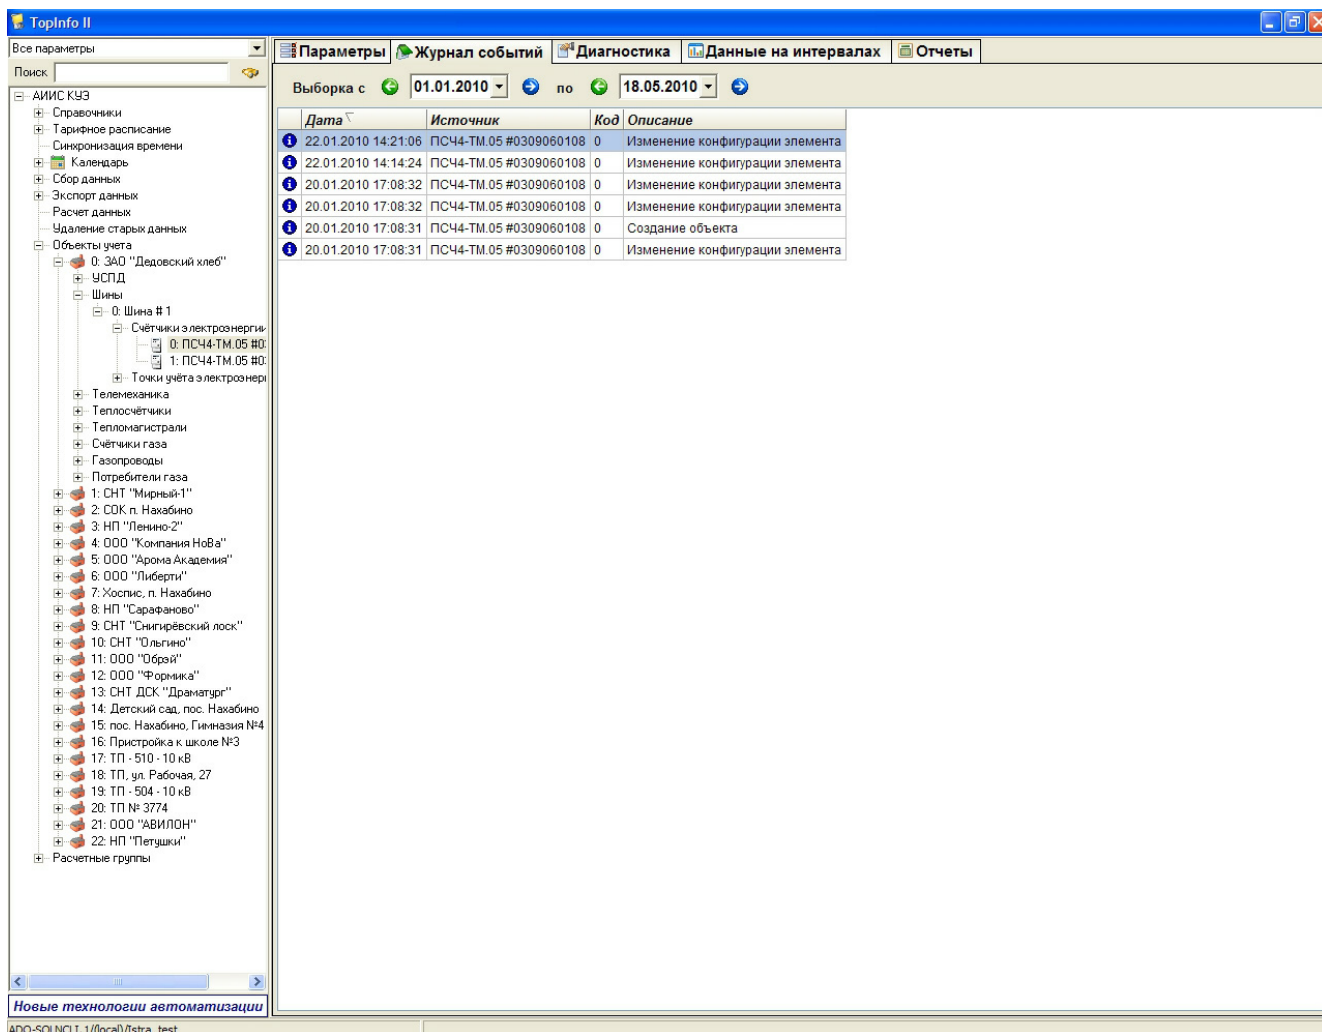 TopInfo II
Все параметры
Поиск
АИИС КУЭ
Справочники
Тарифное расписание
Синхронизация времени
Календарь
Сбор данных
Экспорт данных
Расчет данных
Удаление старых данных
Объекты учета
0: ЗАО "Дедовский хлеб"
УСПД
Шины
0: Шина # 1
Счётчики электроэнергии
0: ПСЧ4-ТМ.05 #0
1: ПСЧ4-ТМ.05 #0
Точки учёта электроэнер
Телемеханика
Теплосчётчики
Тепломагистрали
Счётчики газа
Газопроводы
Потребители газа
1: СНТ "Мирный-1"
2: СОК п. Нахабино
3: НП "Ленино-2"
4: ООО "Компания НоВа"
5: ООО "Арома Академия"
6: ООО "Либерти"
7: Хоспис, п. Нахабино
8: НП "Сарафаново"
9: СНТ "Снигирёвский лоск"
10: СНТ "Ольгино"
11: ООО "Обрэй"
12: ООО "Формика"
13: СНТ ДСК "Драматург"
14: Детский сад, пос. Нахабино
15: пос. Нахабино, Гимназия №4
16: Пристройка к школе №3
17: ТП - 510 - 10 кВ
18: ТП, ул. Рабочая, 27
19: ТП - 504 - 10 кВ
20: ТП № 3774
21: ООО "АВИЛОН"
22: НП "Петушки"
Расчетные группы
Новые технологии автоматизации
ADO-SQLNCLI.1/(local)/Istra_test
Параметры Журнал событий Диагностика Данные на интервалах Отчеты
Выборка с 01.01.2010 по 18.05.2010
Дата Источник Код Описание
22.01.2010 14:21:06 ПСЧ4-ТМ.05 #0309060108 0 Изменение конфигурации элемента
22.01.2010 14:14:24 ПСЧ4-ТМ.05 #0309060108 0 Изменение конфигурации элемента
20.01.2010 17:08:32 ПСЧ4-ТМ.05 #0309060108 0 Изменение конфигурации элемента
20.01.2010 17:08:32 ПСЧ4-ТМ.05 #0309060108 0 Изменение конфигурации элемента
20.01.2010 17:08:31 ПСЧ4-ТМ.05 #0309060108 0 Создание объекта
20.01.2010 17:08:31 ПСЧ4-ТМ.05 #0309060108 0 Изменение конфигурации элемента